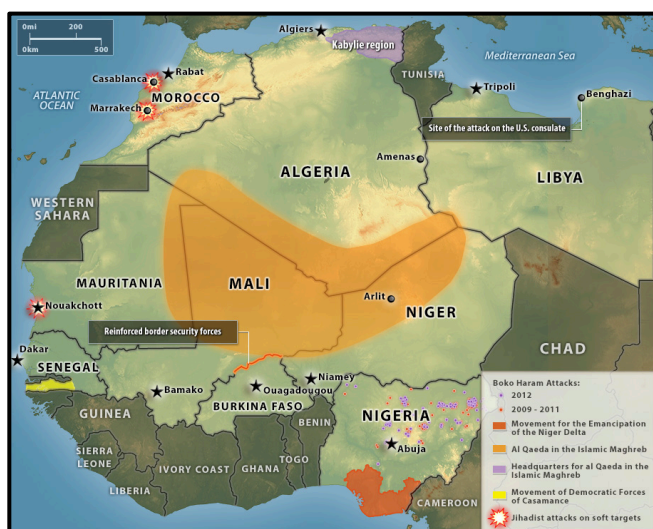 0mi 200
0km 500
Algiers
Kabylie region
Mediterranean Sea
TUNISIA
Casablanca
Rabat
ATLANTIC
OCEAN
Tripoli
Benghazi
MOROCCO
Marrakech
Site of the attack on the U.S. consulate
Amenas
ALGERIA
LIBYA
WESTERN
SAHARA
MAURITANIA
MALI
Arlit
NIGER
Nouakchott
Reinforced border security forces
CHAD
Dakar
SENEGAL
Bamako
Niamey
Ouagadougou
BURKINA FASO
GUINEA
BENIN
NIGERIA
Abuja
SIERRA
LEONE
IVORY COAST
GHANA
TOGO
LIBERIA
CAMEROON
Boko Haram Attacks:
2012
2009 - 2011
Movement for the Emancipation
of the Niger Delta
Al Qaeda in the Islamic Maghreb
Headquarters for al Qaeda in the
Islamic Maghreb
Movement of Democratic Forces
of Casamance
Jihadist attacks on soft targets